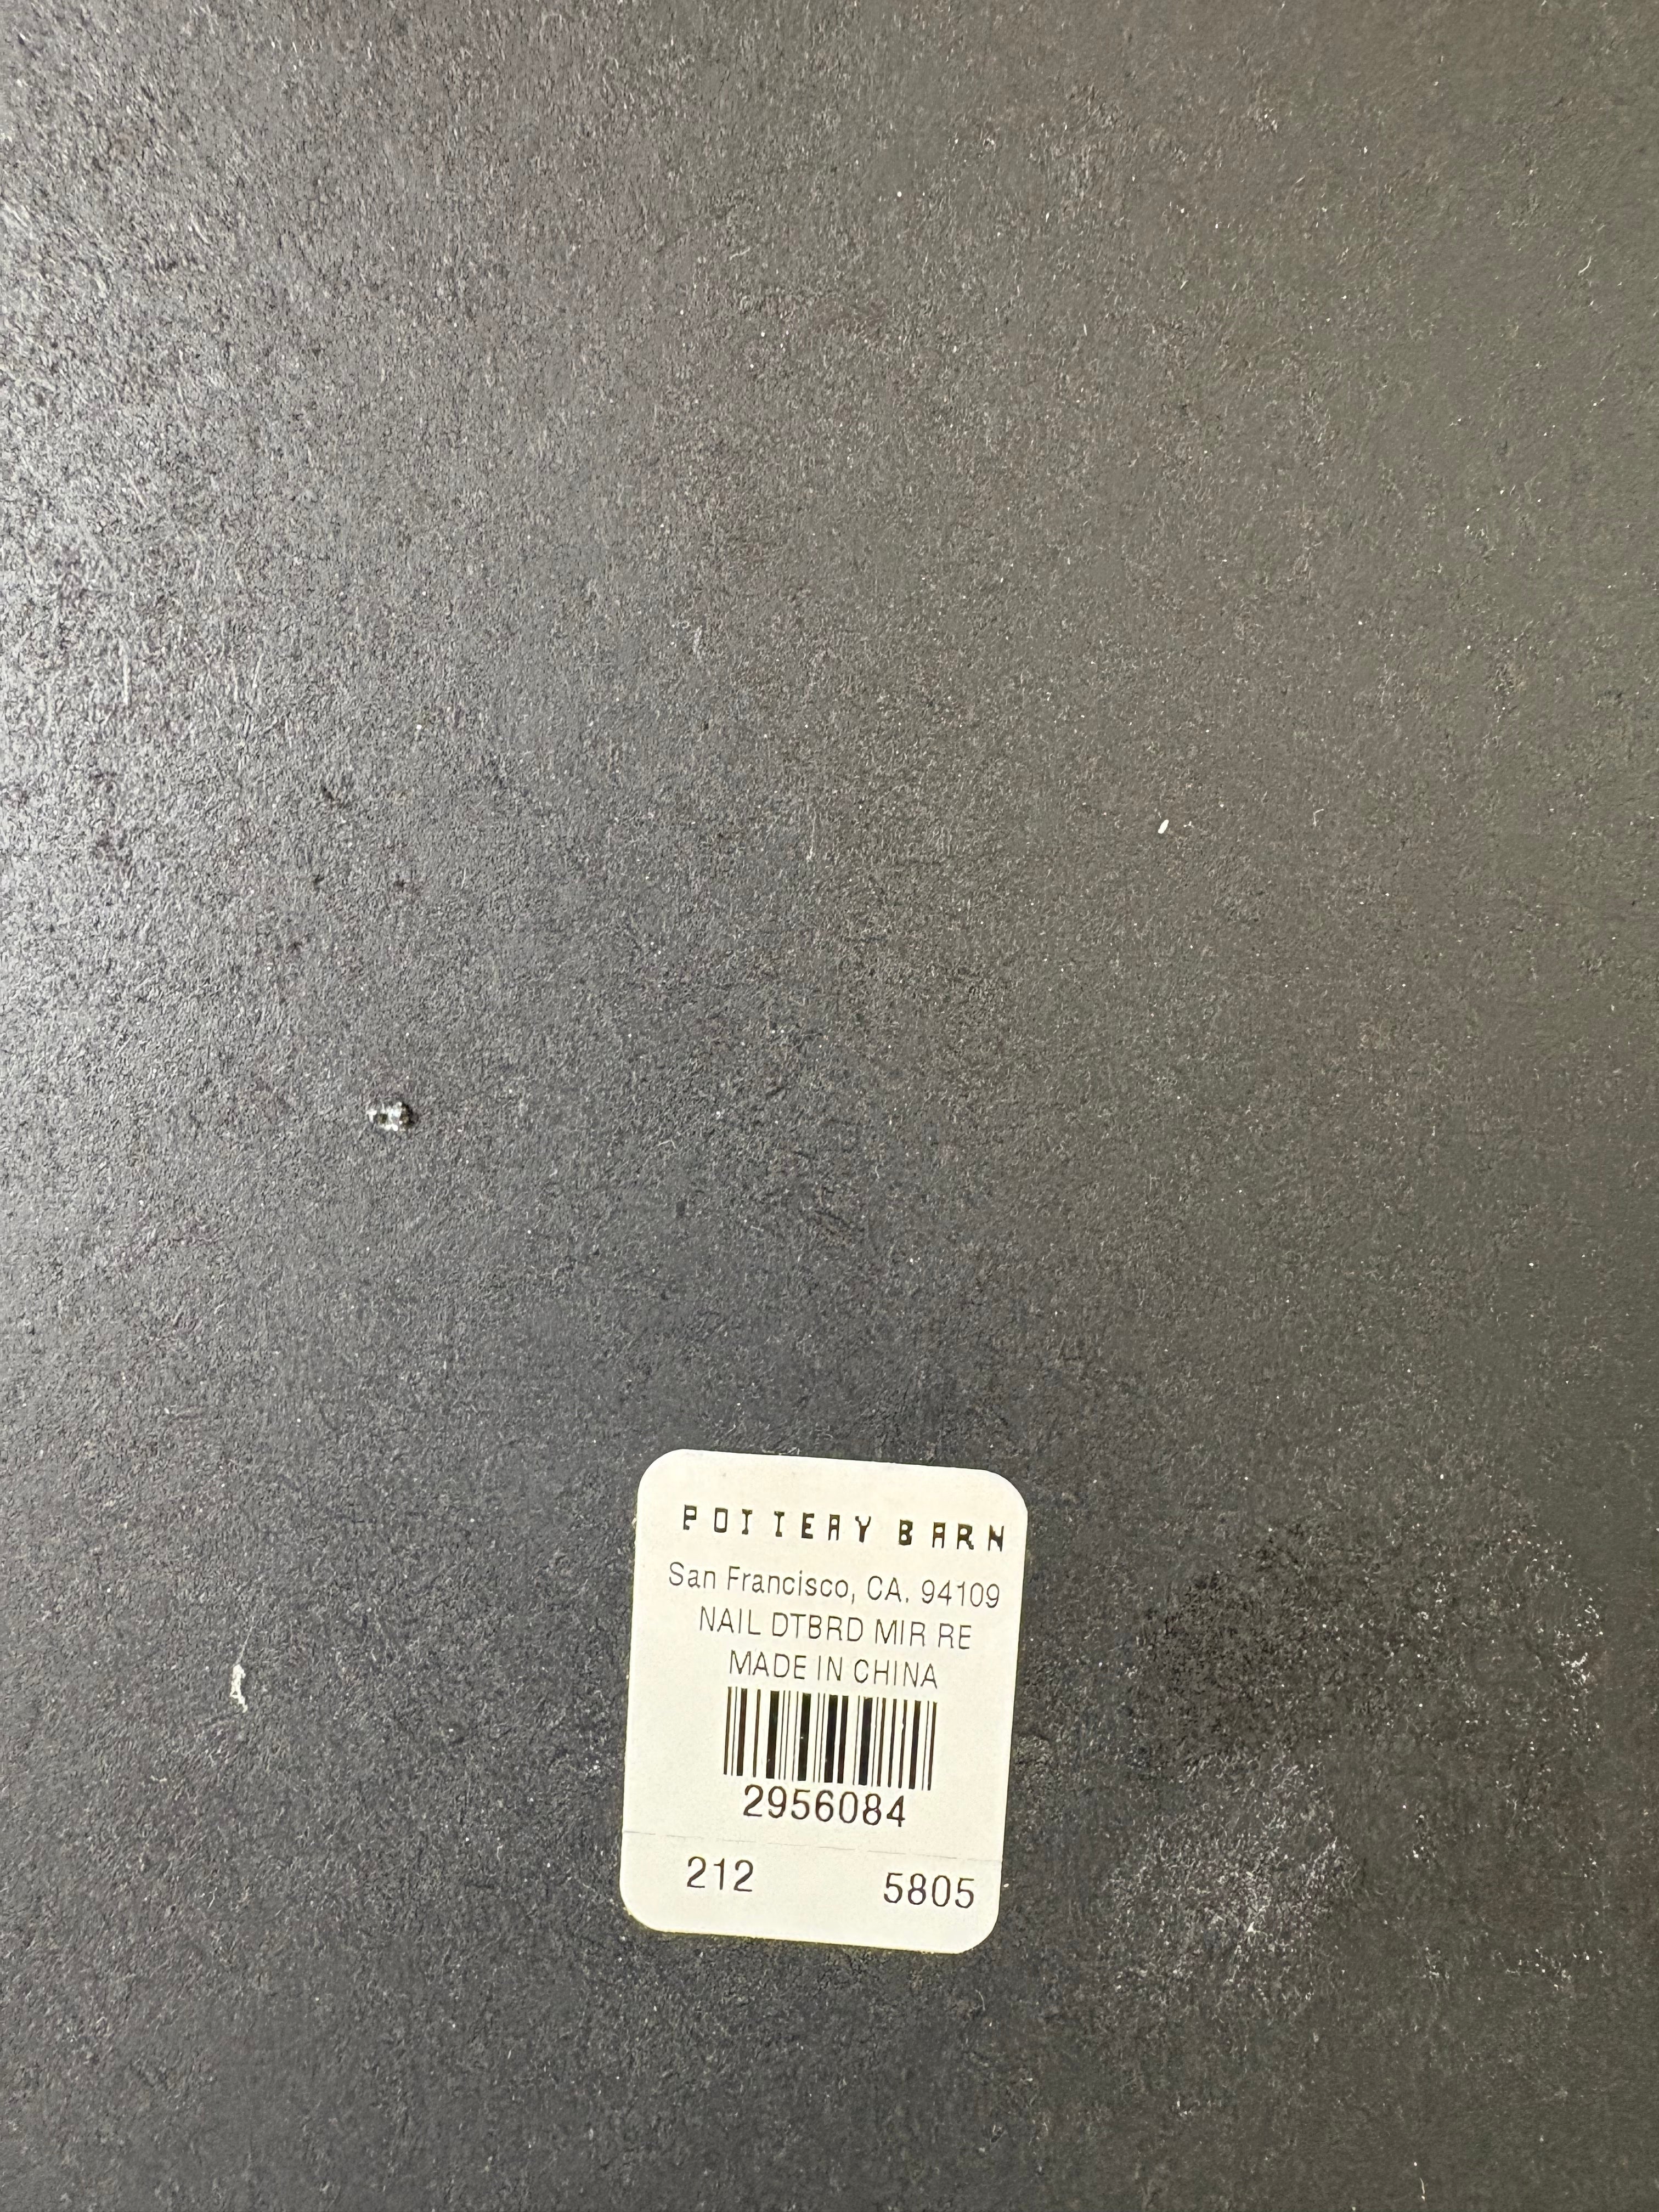 POTTERY BARN
San Francisco, CA. 94109
NAIL DTBRD MIR RE
MADE IN CHINA
2956084
212 5805